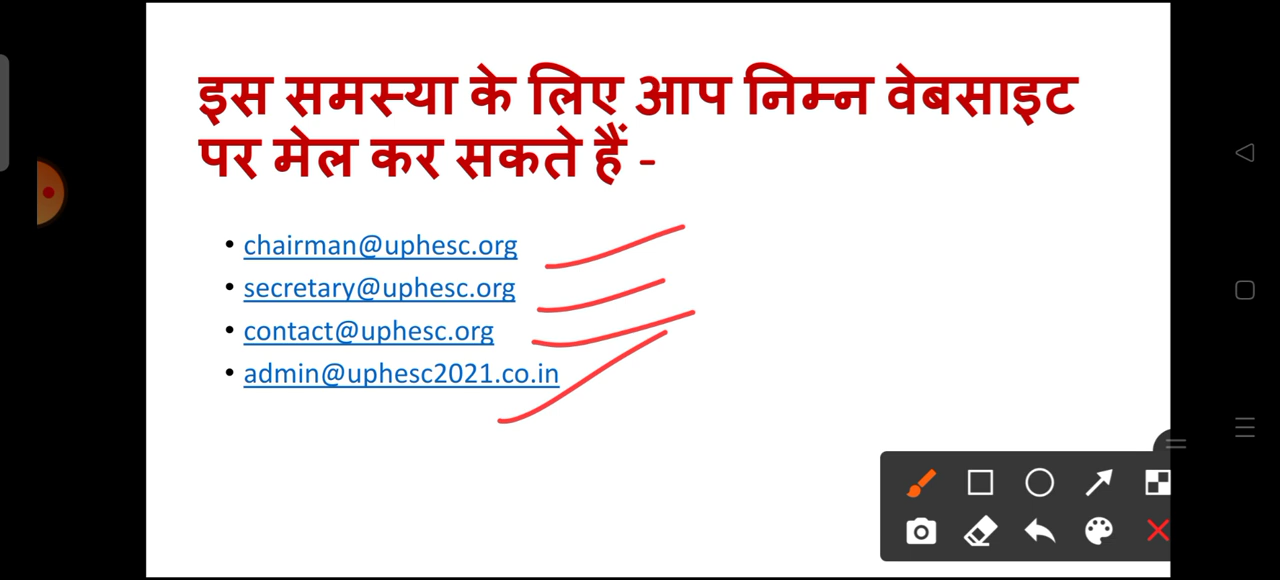 इस समस्या के लिए आप निम्न वेबसाइट
पर मेल कर सकते हैं -
• chairman@uphesc.org
• secretary@uphesc.org
• contact@uphesc.org
• admin@uphesc2021.co.in